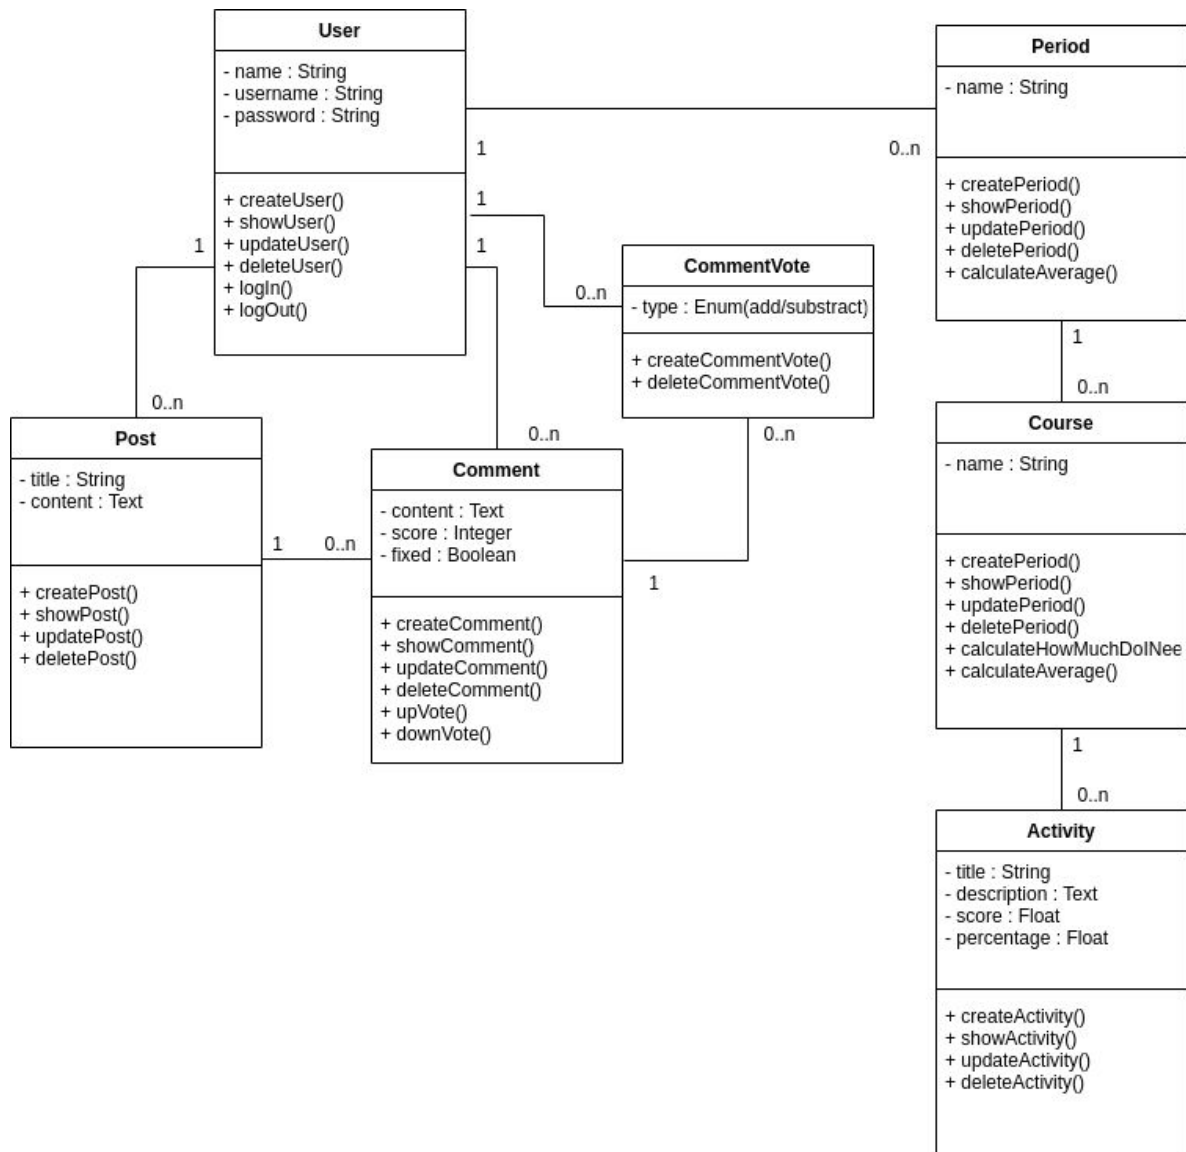 User
- name : String
- username : String
- password : String
+ createUser()
+ showUser()
+ updateUser()
+ deleteUser()
+ logIn()
+ logOut()
1
0..n
1
1
1
0..n
0..n
0..n
Period
- name : String
+ createPeriod()
+ showPeriod()
+ updatePeriod()
+ deletePeriod()
+ calculateAverage()
1
0..n
CommentVote
- type : Enum(add/substract)
+ createCommentVote()
+ deleteCommentVote()
0..n
1
Post
- title : String
- content : Text
+ createPost()
+ showPost()
+ updatePost()
+ deletePost()
1
0..n
Comment
- content : Text
- score : Integer
- fixed : Boolean
+ createComment()
+ showComment()
+ updateComment()
+ deleteComment()
+ upVote()
+ downVote()
Course
- name : String
+ createPeriod()
+ showPeriod()
+ updatePeriod()
+ deletePeriod()
+ calculateHowMuchDoINee
+ calculateAverage()
1
0..n
Activity
- title : String
- description : Text
- score : Float
- percentage : Float
+ createActivity()
+ showActivity()
+ updateActivity()
+ deleteActivity()